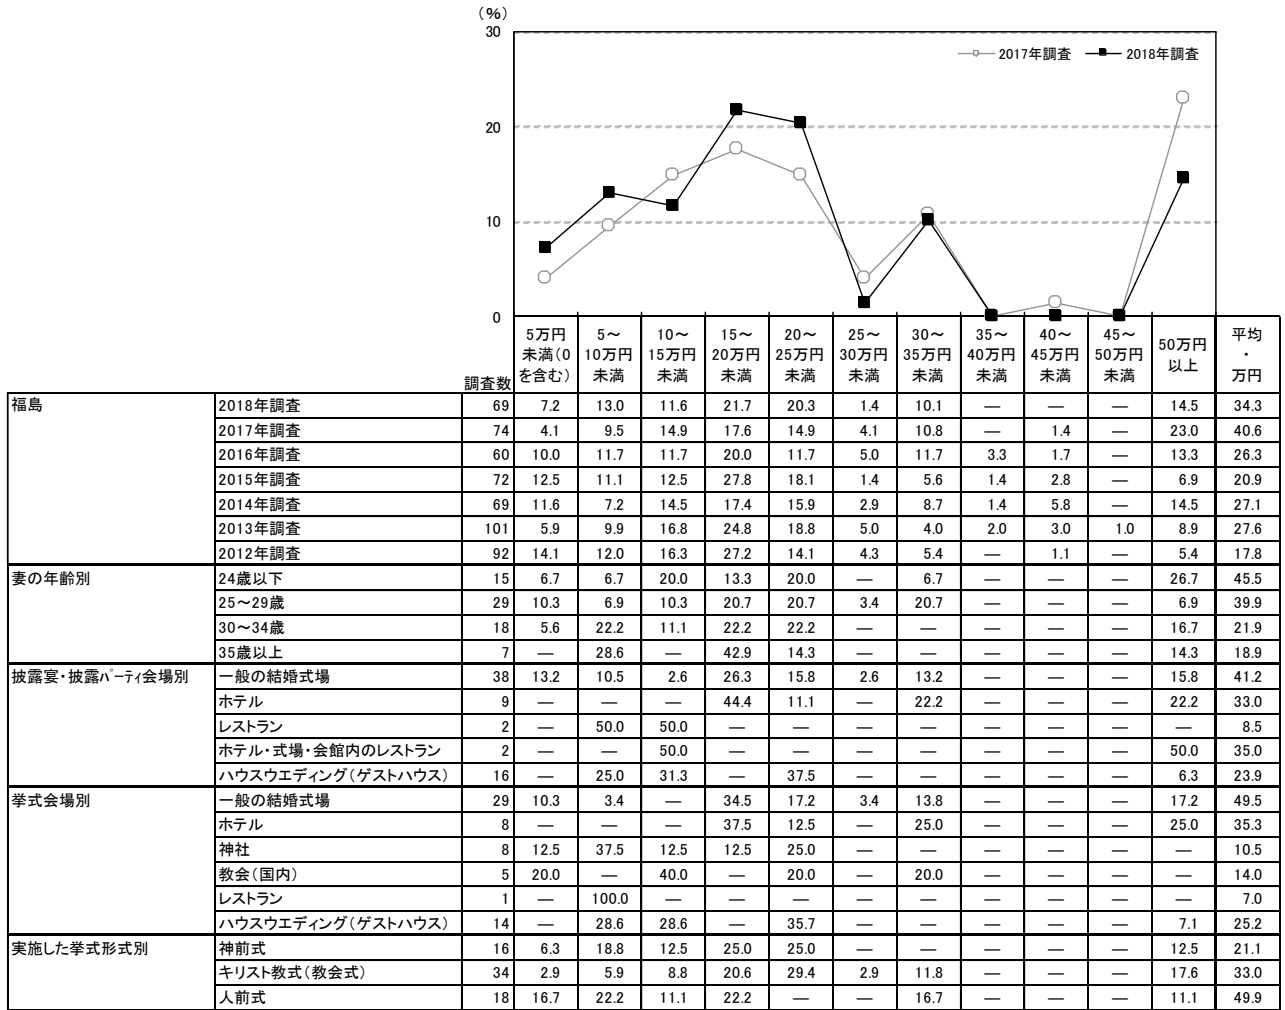 (%)
30
20
10
0
2017年調査 2018年調査
調査数 5万円未満(0を含む) 5～10万円未満 10～15万円未満 15～20万円未満 20～25万円未満 25～30万円未満 30～35万円未満 35～40万円未満 40～45万円未満 45～50万円未満 50万円以上 平均・万円
福島 2018年調査 69 7.2 13.0 11.6 21.7 20.3 1.4 10.1 — — — 14.5 34.3
2017年調査 74 4.1 9.5 14.9 17.6 14.9 4.1 10.8 — 1.4 — 23.0 40.6
2016年調査 60 10.0 11.7 11.7 20.0 11.7 5.0 11.7 3.3 1.7 — 13.3 26.3
2015年調査 72 12.5 11.1 12.5 27.8 18.1 1.4 5.6 1.4 2.8 — 6.9 20.9
2014年調査 69 11.6 7.2 14.5 17.4 15.9 2.9 8.7 1.4 5.8 — 14.5 27.1
2013年調査 101 5.9 9.9 16.8 24.8 18.8 5.0 4.0 2.0 3.0 1.0 8.9 27.6
2012年調査 92 14.1 12.0 16.3 27.2 14.1 4.3 5.4 — 1.1 — 5.4 17.8
妻の年齢別 24歳以下 15 6.7 6.7 20.0 13.3 20.0 — 6.7 — — — 26.7 45.5
25～29歳 29 10.3 6.9 10.3 20.7 20.7 3.4 20.7 — — — 6.9 39.9
30～34歳 18 5.6 22.2 11.1 22.2 22.2 — — — — — 16.7 21.9
35歳以上 7 — 28.6 — 42.9 14.3 — — — — — 14.3 18.9
披露宴・披露パーティ会場別 一般の結婚式場 38 13.2 10.5 2.6 26.3 15.8 2.6 13.2 — — — 15.8 41.2
ホテル 9 — — — 44.4 11.1 — 22.2 — — — 22.2 33.0
レストラン 2 — 50.0 50.0 — — — — — — — — 8.5
ホテル・式場・会館内のレストラン 2 — — 50.0 — — — — — — — 50.0 35.0
ハウスウエディング(ゲストハウス) 16 — 25.0 31.3 — 37.5 — — — — — 6.3 23.9
挙式会場別 一般の結婚式場 29 10.3 3.4 — 34.5 17.2 3.4 13.8 — — — 17.2 49.5
ホテル 8 — — — 37.5 12.5 — 25.0 — — — 25.0 35.3
神社 8 12.5 37.5 12.5 12.5 25.0 — — — — — — 10.5
教会(国内) 5 20.0 — 40.0 — 20.0 — 20.0 — — — — 14.0
レストラン 1 — 100.0 — — — — — — — — — 7.0
ハウスウエディング(ゲストハウス) 14 — 28.6 28.6 — 35.7 — — — — — 7.1 25.2
実施した挙式形式別 神前式 16 6.3 18.8 12.5 25.0 25.0 — — — — — 12.5 21.1
キリスト教式(教会式) 34 2.9 5.9 8.8 20.6 29.4 2.9 11.8 — — — 17.6 33.0
人前式 18 16.7 22.2 11.1 22.2 — — 16.7 — — — 11.1 49.9